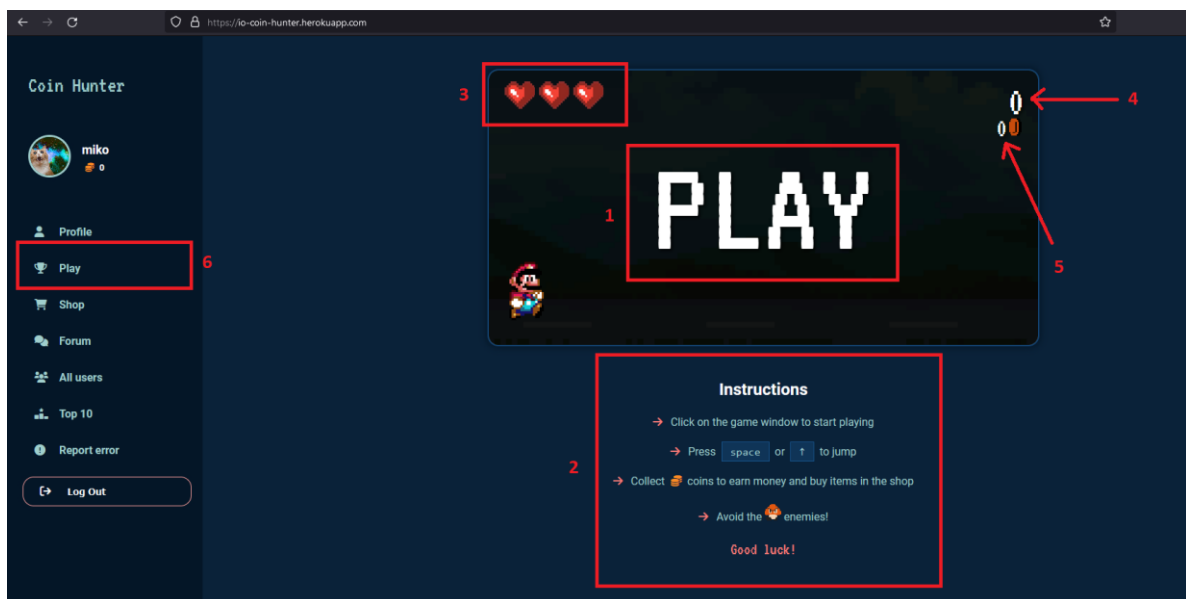 https://io-coin-hunter.herokuapp.com
Coin Hunter
miko
0
Profile
Play
6
Shop
Forum
All users
Top 10
Report error
Log Out
3
0
4
0
5
1
PLAY
2
Instructions
→ Click on the game window to start playing
→ Press space or ↑ to jump
→ Collect coins to earn money and buy items in the shop
→ Avoid the enemies!
Good luck!